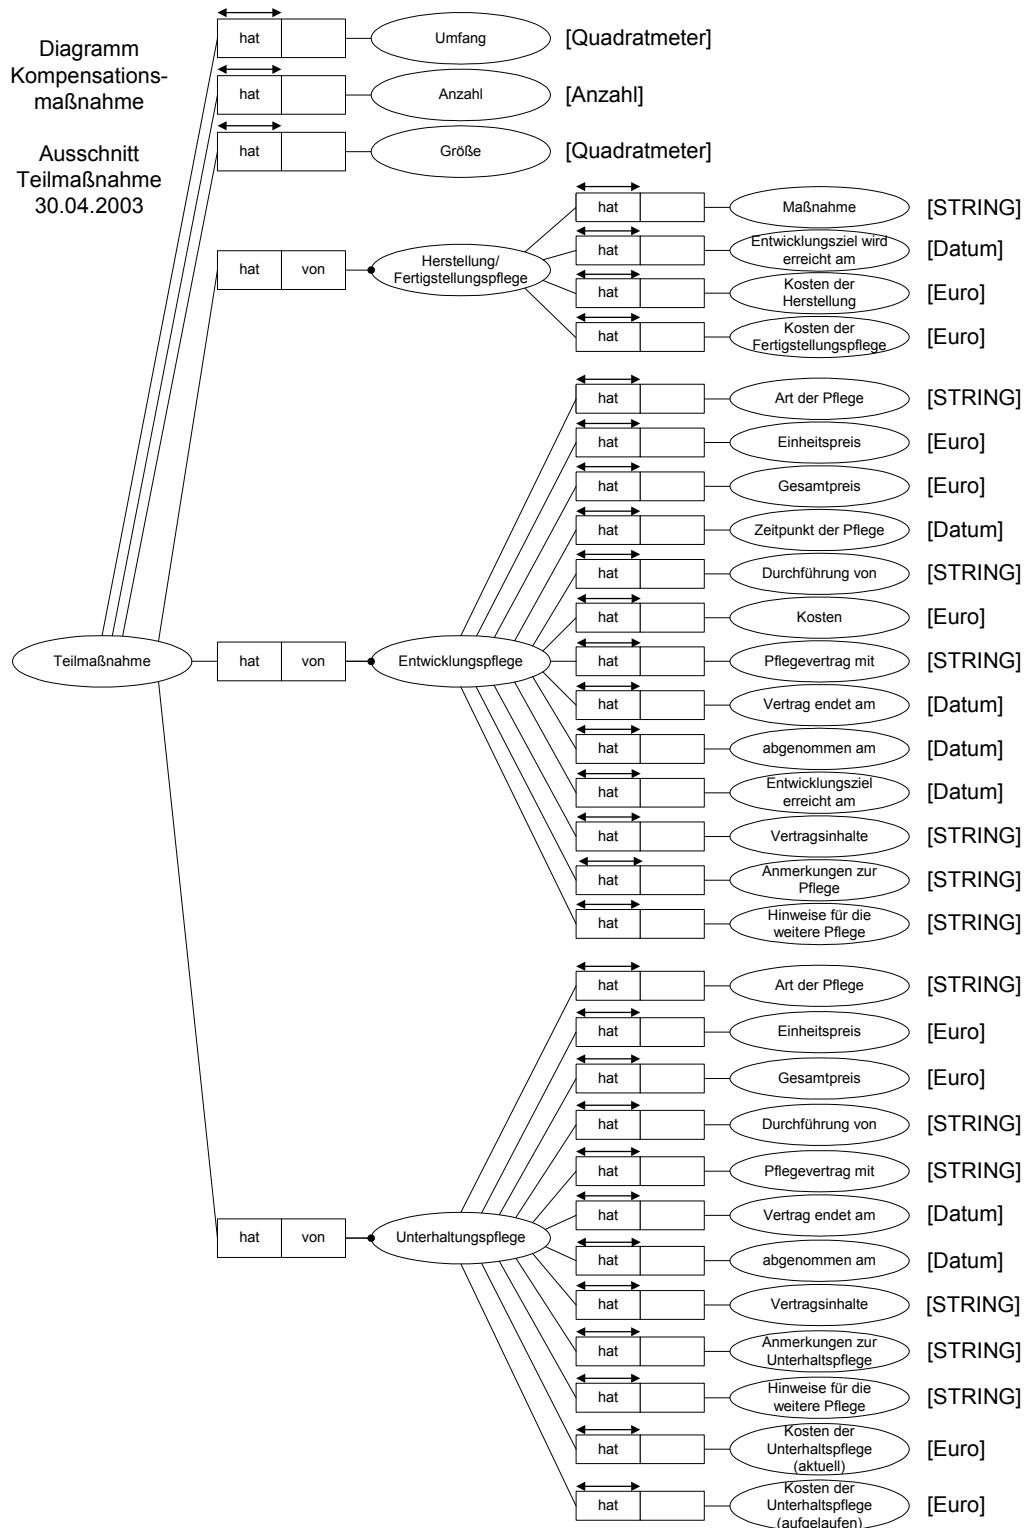 Diagramm
Kompensations-
maßnahme
Ausschnitt
Teilmaßnahme
30.04.2003
hat Umfang [Quadratmeter]
hat Anzahl [Anzahl]
hat Größe [Quadratmeter]
hat von Herstellung/
Fertigstellungspflege
hat Maßnahme [STRING]
hat Entwicklungsziel wird
erreicht am [Datum]
hat Kosten der
Herstellung [Euro]
hat Kosten der
Fertigstellungspflege [Euro]
Teilmaßnahme hat von Entwicklungspflege
hat Art der Pflege [STRING]
hat Einheitspreis [Euro]
hat Gesamtpreis [Euro]
hat Zeitpunkt der Pflege [Datum]
hat Durchführung von [STRING]
hat Kosten [Euro]
hat Pflegevertrag mit [STRING]
hat Vertrag endet am [Datum]
hat abgenommen am [Datum]
hat Entwicklungsziel
erreicht am [Datum]
hat Vertragsinhalte [STRING]
hat Anmerkungen zur
Pflege [STRING]
hat Hinweise für die
weitere Pflege [STRING]
hat von Unterhaltungspflege
hat Art der Pflege [STRING]
hat Einheitspreis [Euro]
hat Gesamtpreis [Euro]
hat Durchführung von [STRING]
hat Pflegevertrag mit [STRING]
hat Vertrag endet am [Datum]
hat abgenommen am [Datum]
hat Vertragsinhalte [STRING]
hat Anmerkungen zur
Unterhaltspflege [STRING]
hat Hinweise für die
weitere Pflege [STRING]
hat Kosten der
Unterhaltspflege
(aktuell) [Euro]
hat Kosten der
Unterhaltspflege
(aufgelaufen) [Euro]